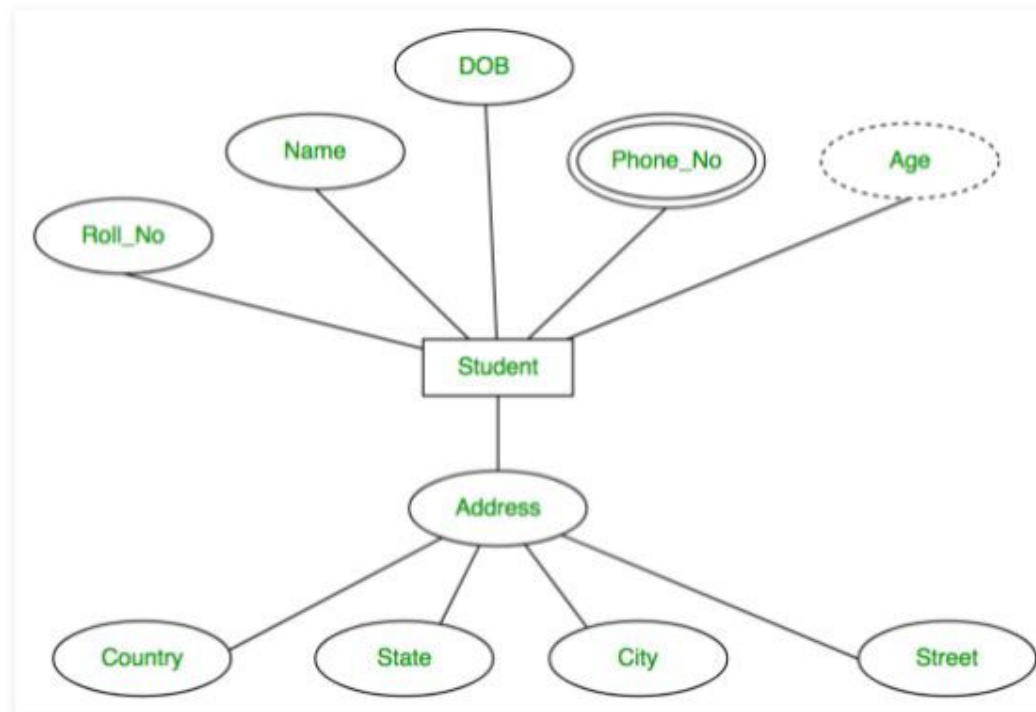 DOB
Name
Phone_No
Age
Roll_No
Student
Address
Country
State
City
Street